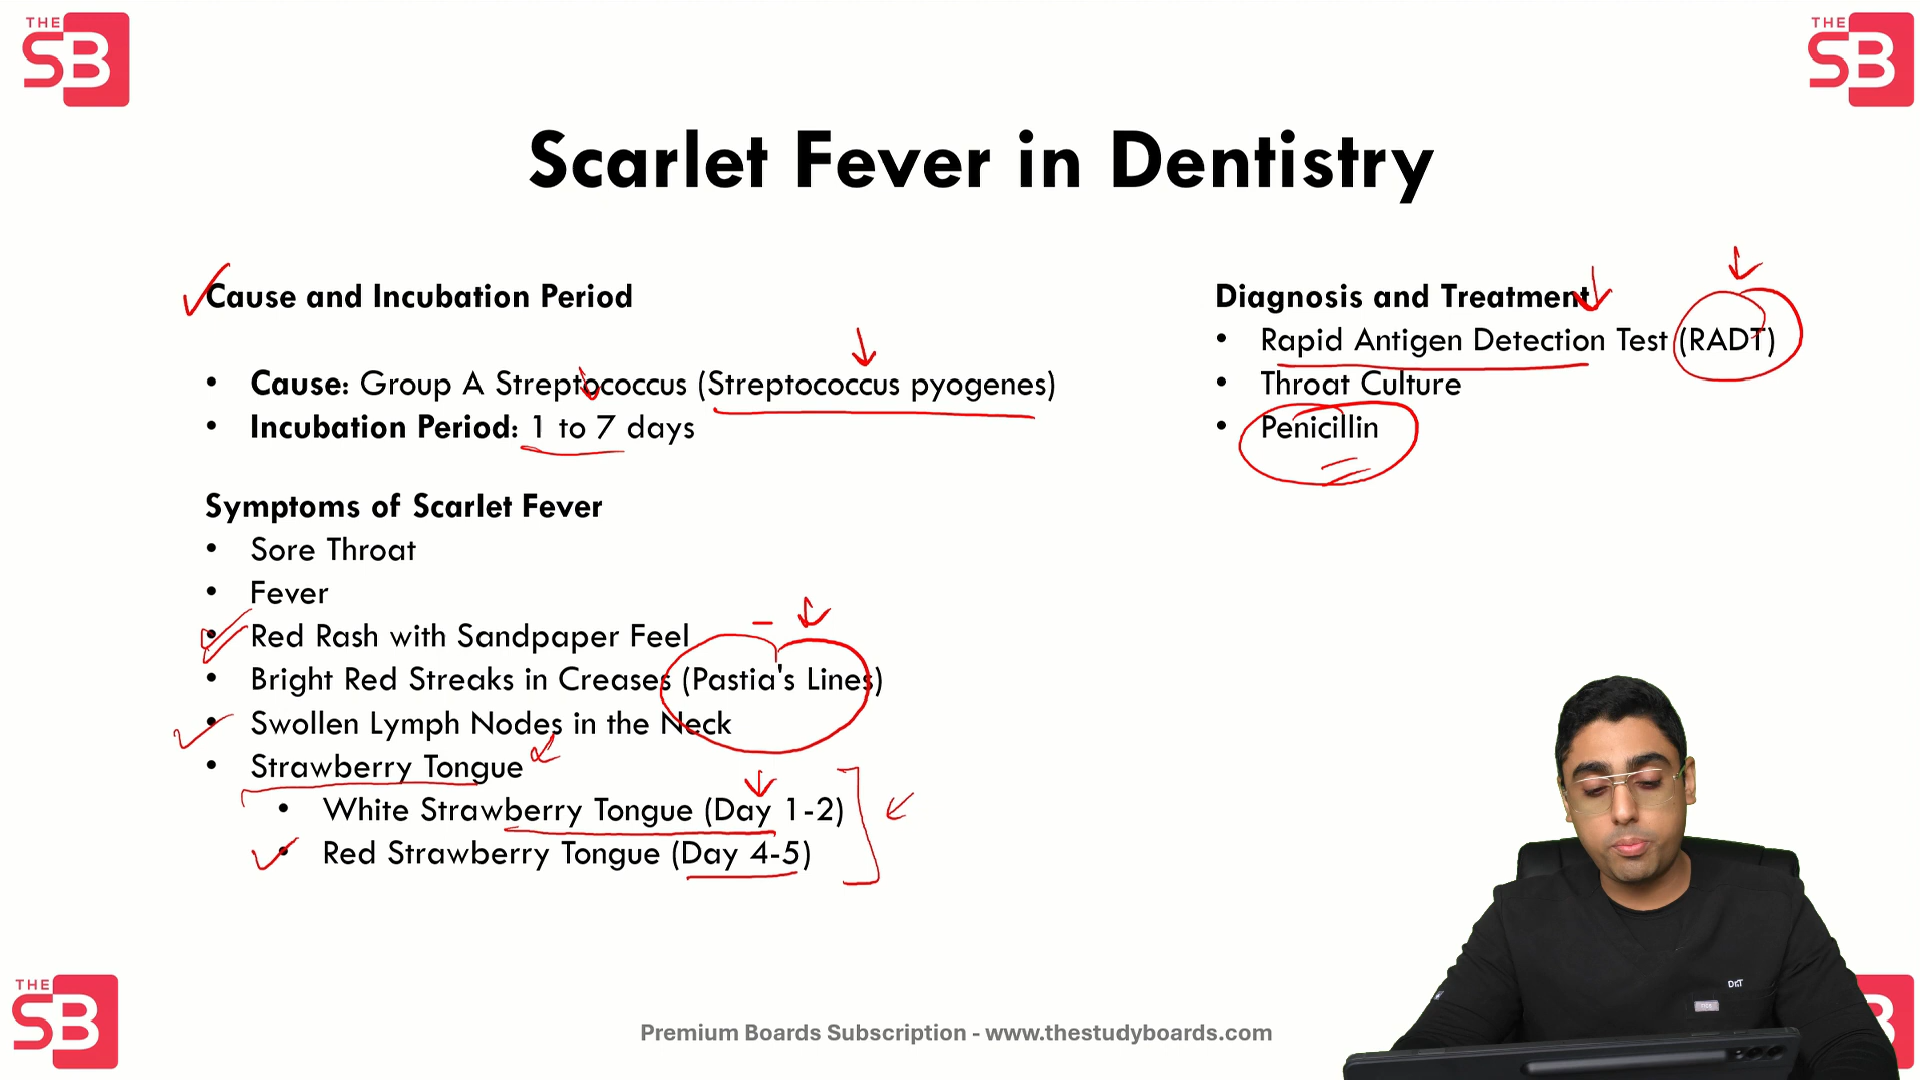 THE
SB
THE
SB
Scarlet Fever in Dentistry
Cause and Incubation Period
• Cause: Group A Streptococcus (Streptococcus pyogenes)
• Incubation Period: 1 to 7 days
Symptoms of Scarlet Fever
• Sore Throat
• Fever
• Red Rash with Sandpaper Feel
• Bright Red Streaks in Creases (Pastia's Lines)
• Swollen Lymph Nodes in the Neck
• Strawberry Tongue
• White Strawberry Tongue (Day 1-2)
• Red Strawberry Tongue (Day 4-5)
Diagnosis and Treatment
• Rapid Antigen Detection Test (RADT)
• Throat Culture
• Penicillin
THE
SB
Premium Boards Subscription - www.thestudyboards.com